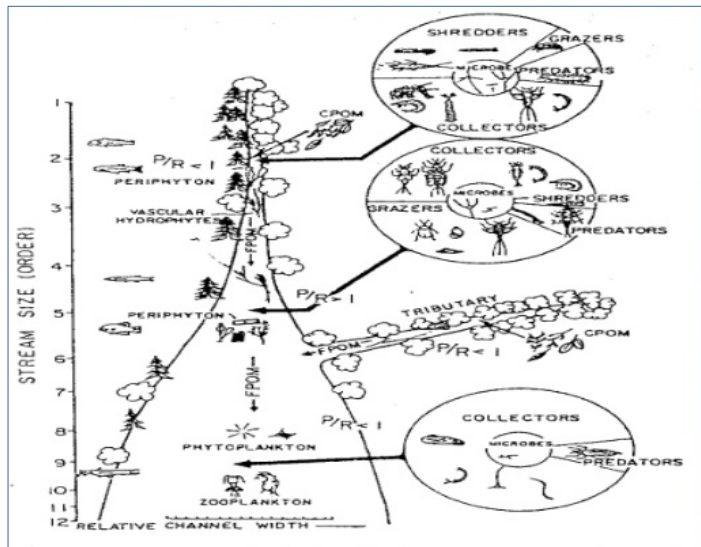 SHREDDERS
GRAZERS
MICROBES
PREDATORS
COLLECTORS
CPOM
1
2
P/R < 1
PERIPHYTON
3
VASCULAR
HYDROPHYTES
FPOM
COLLECTORS
MICROBES
SHREDDERS
GRAZERS
PREDATORS
STREAM SIZE (ORDER)
4
5
P/R > 1
PERIPHYTON
TRIBUTARY
CPOM
FPOM
P/R < 1
6
FPOM
7
8
P/R < 1
PHYTOPLANKTON
COLLECTORS
MICROBES
PREDATORS
9
10
ZOOPLANKTON
11
12
RELATIVE CHANNEL WIDTH